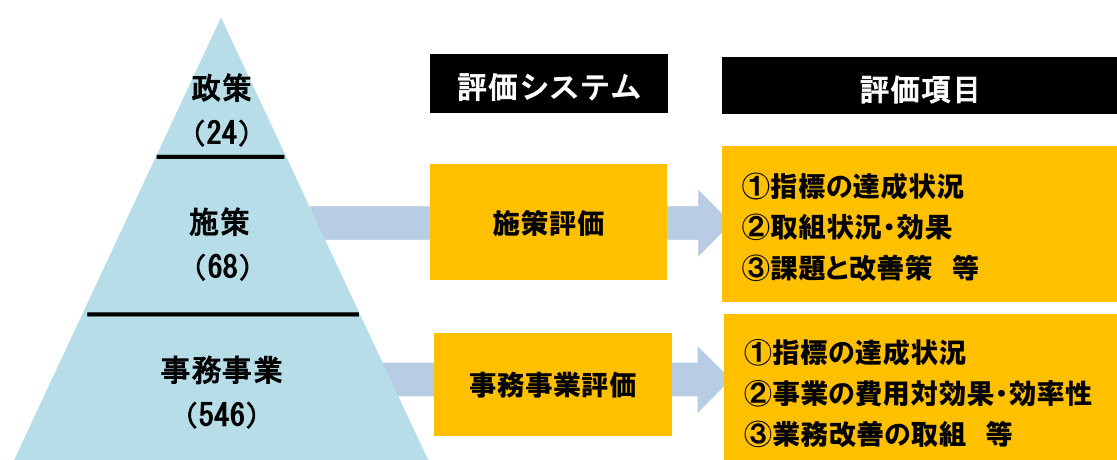 政策
（24）
施策
（68）
事務事業
（546）
評価システム
施策評価
事務事業評価
評価項目
①指標の達成状況
②取組状況・効果
③課題と改善策　等
①指標の達成状況
②事業の費用対効果・効率性
③業務改善の取組　等